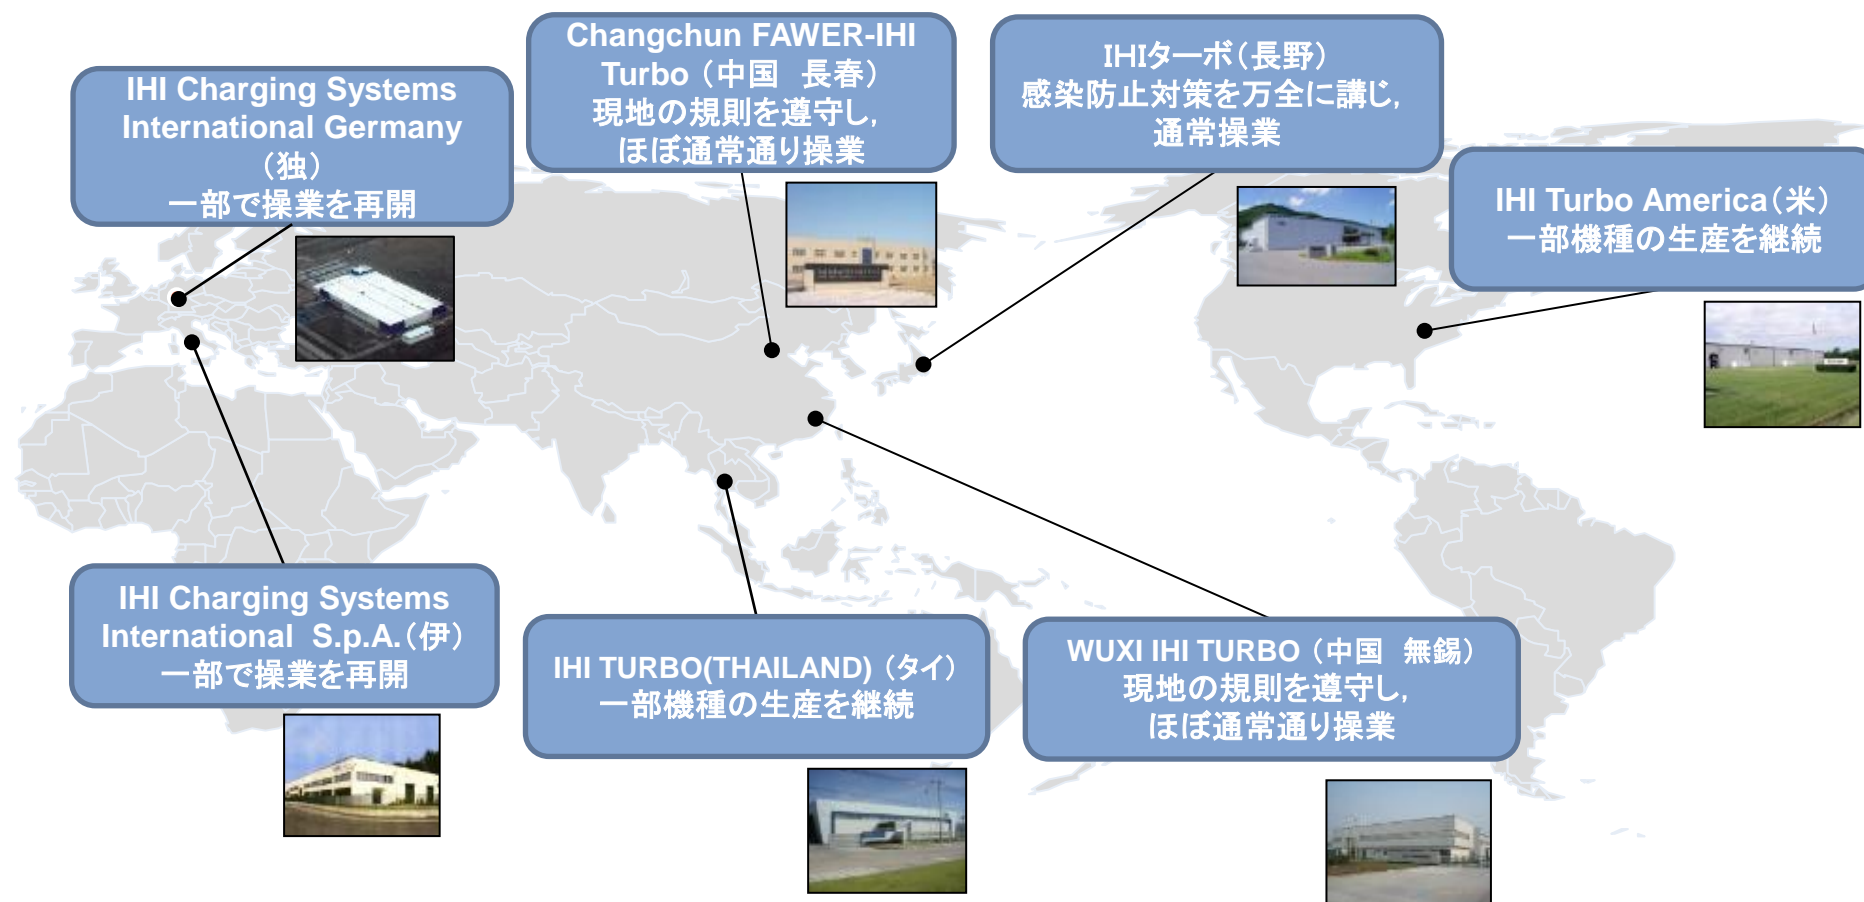 IHI Charging Systems
International Germany
（独）
一部で操業を再開
Changchun FAWER-IHI
Turbo（中国　長春）
現地の規則を遵守し，
ほぼ通常通り操業
IHIターボ（長野）
感染防止対策を万全に講じ，
通常操業
IHI Turbo America（米）
一部機種の生産を継続
IHI Charging Systems
International S.p.A.（伊）
一部で操業を再開
IHI TURBO(THAILAND)（タイ）
一部機種の生産を継続
WUXI IHI TURBO（中国　無錫）
現地の規則を遵守し，
ほぼ通常通り操業